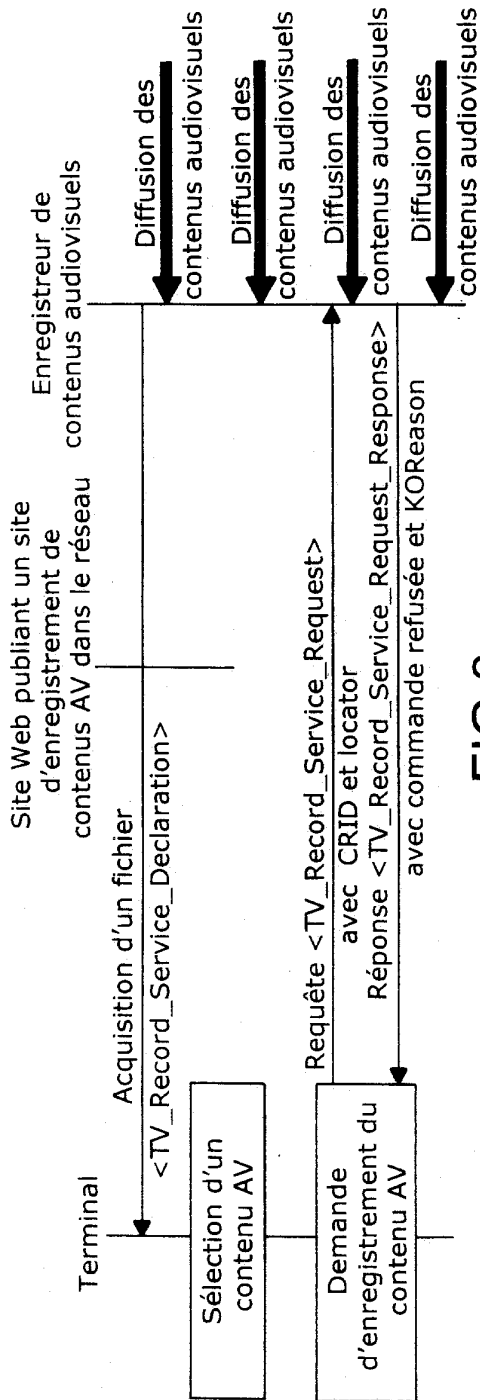 Terminal
Site Web publiant un site
d'enregistrement de
contenus AV dans le réseau
Enregistreur de
contenus audiovisuels
Acquisition d'un fichier
<TV_Record_Service_Declaration>
Diffusion des
contenus audiovisuels
Sélection d'un
contenu AV
Diffusion des
contenus audiovisuels
Demande
d'enregistrement du
contenu AV
Requête <TV_Record_Service_Request>
avec CRID et locator
Diffusion des
contenus audiovisuels
Réponse <TV_Record_Service_Request_Response>
avec commande refusée et KOReason
Diffusion des
contenus audiovisuels
FIG